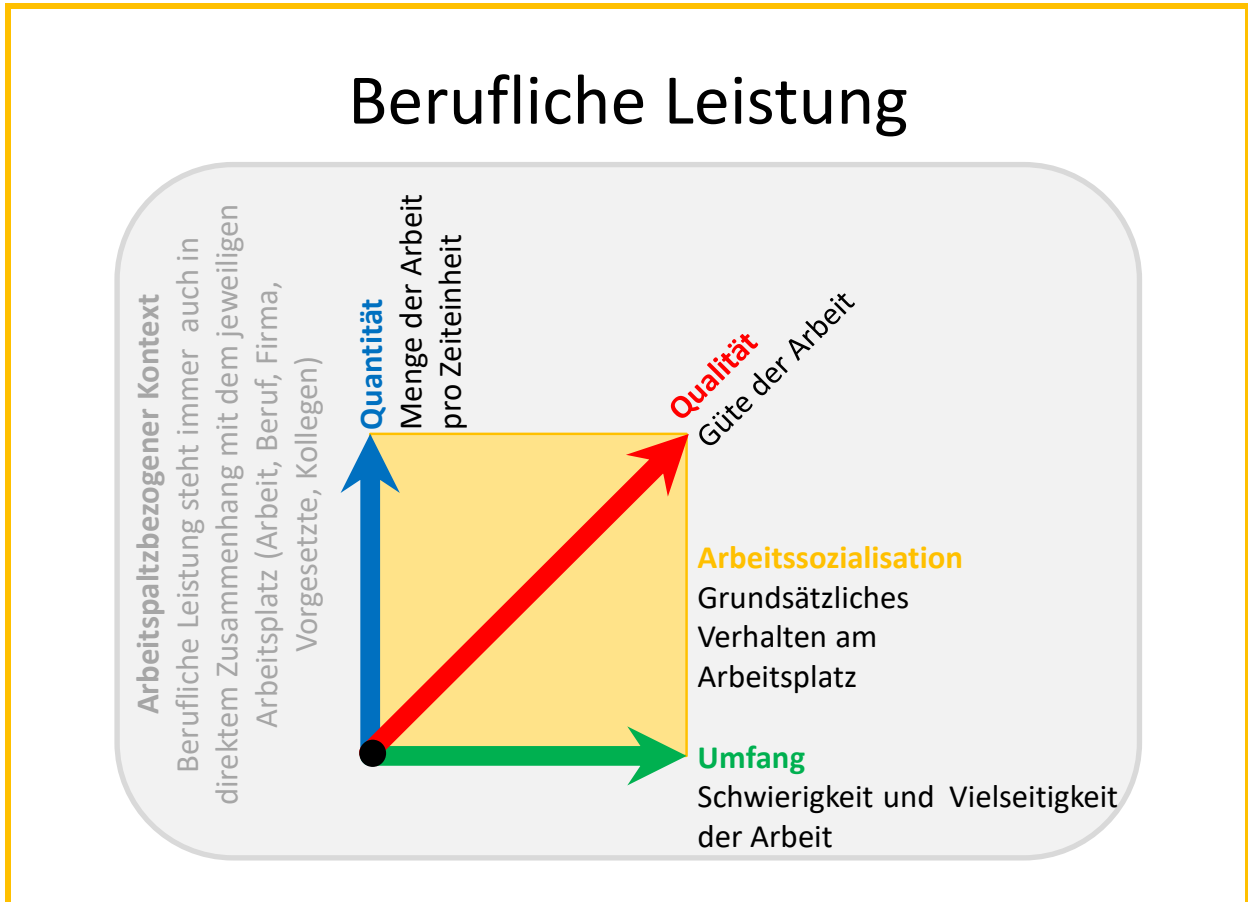 Berufliche Leistung
Arbeitspaltzbezogener Kontext
Berufliche Leistung steht immer auch in
direktem Zusammenhang mit dem jeweiligen
Arbeitsplatz (Arbeit, Beruf, Firma,
Vorgesetzte, Kollegen)
Quantität
Menge der Arbeit
pro Zeiteinheit
Qualität
Güte der Arbeit
Arbeitssozialisation
Grundsätzliches
Verhalten am
Arbeitsplatz
Umfang
Schwierigkeit und Vielseitigkeit
der Arbeit